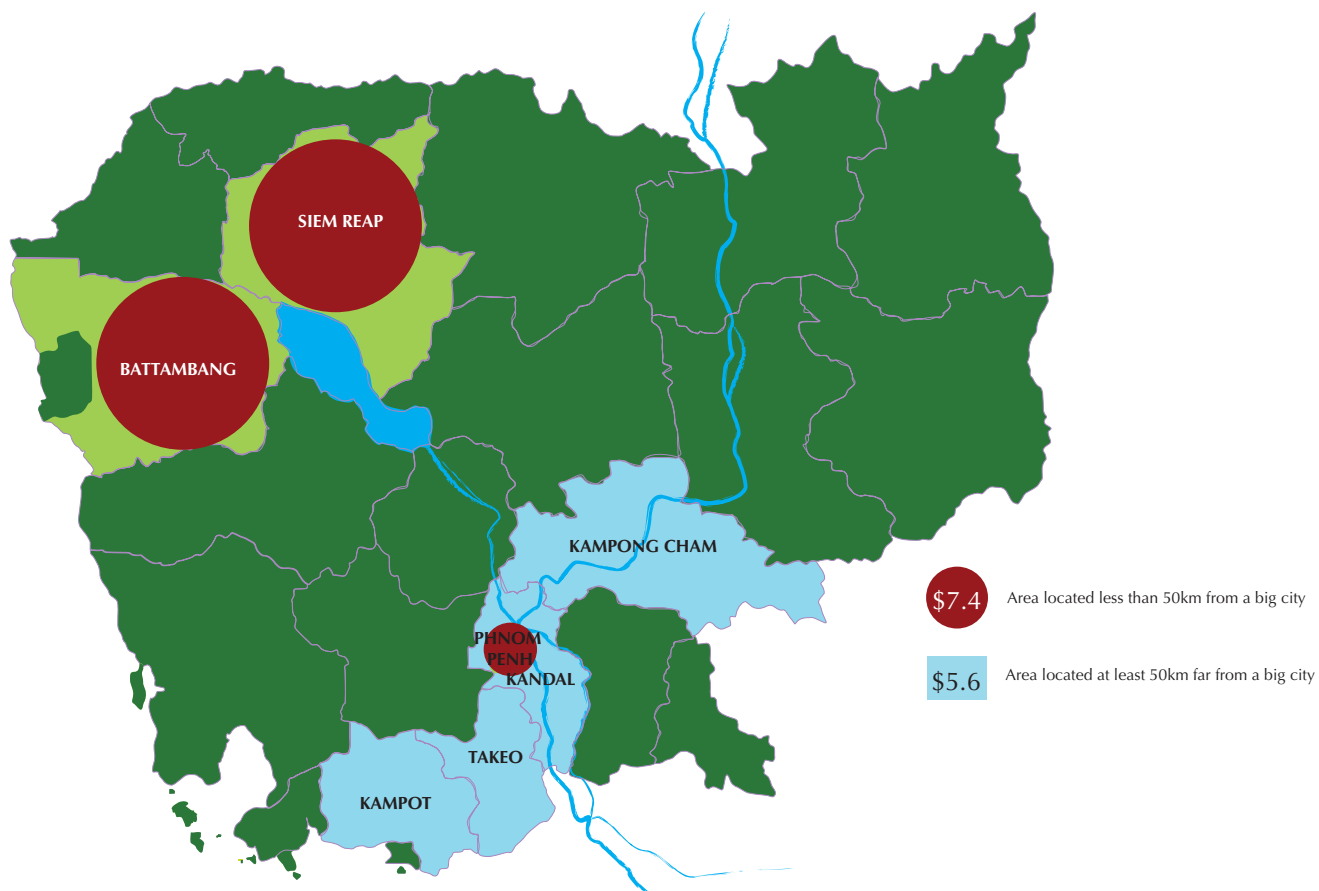 SIEM REAP
BATTAMBANG
KAMPONG CHAM
$7.4 Area located less than 50km from a big city
PHNOM
PENH
KANDAL
$5.6 Area located at least 50km far from a big city
TAKEO
KAMPOT